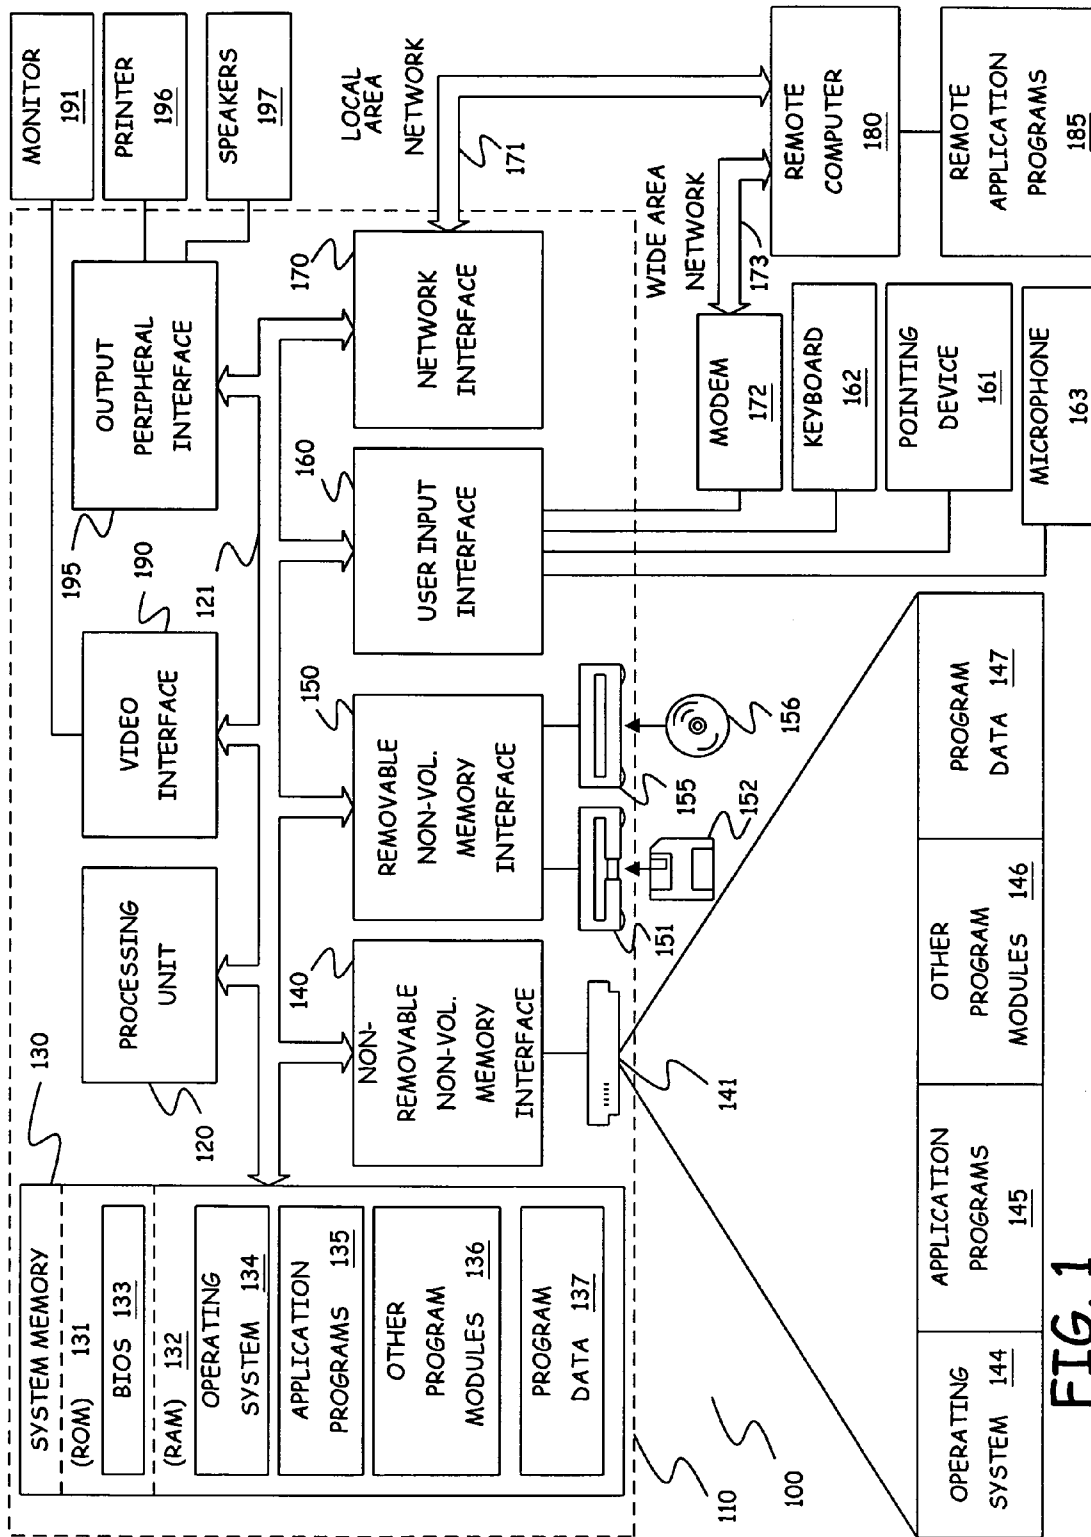 SYSTEM MEMORY
(ROM) 131
BIOS 133
(RAM) 132
OPERATING
SYSTEM 134
APPLICATION
PROGRAMS 135
OTHER
PROGRAM
MODULES 136
PROGRAM
DATA 137
130
PROCESSING
UNIT
120
VIDEO
INTERFACE
190
121
OUTPUT
PERIPHERAL
INTERFACE
195
MONITOR
191
PRINTER
196
SPEAKERS
197
NON-
REMOVABLE
NON-VOL.
MEMORY
INTERFACE
140
REMOVABLE
NON-VOL.
MEMORY
INTERFACE
150
USER INPUT
INTERFACE
160
NETWORK
INTERFACE
170
LOCAL
AREA
NETWORK
171
141
151
152
155
156
110
100
WIDE AREA
NETWORK
173
MODEM
172
KEYBOARD
162
POINTING
DEVICE
161
MICROPHONE
163
REMOTE
COMPUTER
180
REMOTE
APPLICATION
PROGRAMS
185
OPERATING
SYSTEM 144
APPLICATION
PROGRAMS
145
OTHER
PROGRAM
MODULES 146
PROGRAM
DATA 147
FIG. 1